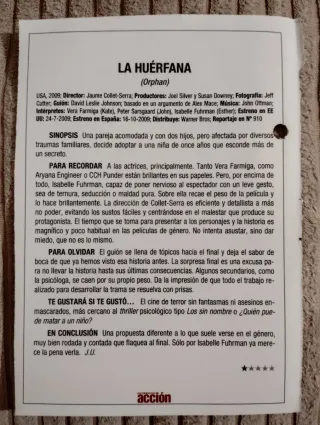 LA HUÉRFANA
(Orphan)
USA, 2009; Director: Jaume Collet-Serra; Productores: Joel Silver y Susan Downey; Fotografía: Jeff
Cutter; Guión: David Leslie Johnson; basado en un argumento de Alex Mace; Música: John Ottman;
Intérpretes: Vera Farmiga (Kate), Peter Sarsgaard (John), Isabelle Fuhrman (Esther); Estreno en EE
UU: 24-7-2009; Estreno en España: 16-10-2009; Distribuye: Warner Bros; Reportaje en Nº 910
SINOPSIS Una pareja acomodada y con dos hijos, pero afectada por diversos
traumas familiares, decide adoptar a una niña de once años que esconde más de
un secreto.
PARA RECORDAR A las actrices, principalmente. Tanto Vera Farmiga, como
Aryana Engineer o CCH Punder están brillantes en sus papeles. Pero, por encima de
todo, Isabelle Fuhrman, capaz de poner nervioso al espectador con un leve gesto,
sea de ternura, seducción o maldad pura. Sobre ella recae el peso de la película y
lo hace brillantemente. La dirección de Collet-Serra es eficiente y detallista a más
no poder, evitando los sustos fáciles y centrándose en el malestar que produce su
protagonista. El tiempo que se toma para presentar a los personajes y la historia es
magnífico y poco habitual en las películas de género. No intenta asustar, sino dar
miedo, que no es lo mismo.
PARA OLVIDAR El guión se llena de tópicos hacia el final y deja el sabor de
boca de que ya hemos visto esa historia antes. La sorpresa final es una excusa pa-
ra no llevar la historia hasta sus últimas consecuencias. Algunos secundarios, como
la psicóloga, se caen por su propio peso. Da la impresión de que todo el trabajo re-
alizado para desarrollar la trama se resuelva con prisas.
TE GUSTARÁ SI TE GUSTÓ... El cine de terror sin fantasmas ni asesinos en-
mascarados, más cercano al thriller psicológico tipo Los sin nombre o ¿Quién pue-
de matar a un niño?
EN CONCLUSIÓN Una propuesta diferente a lo que suele verse en el género,
muy bien rodada y contada que flaquea al final. Sólo por Isabelle Fuhrman ya mere-
ce la pena verla. J.U.
★★★★★
acción